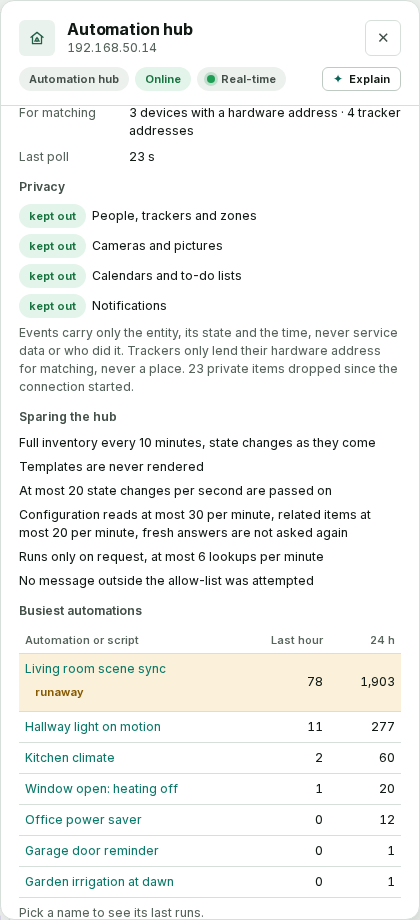 Automation hub
192.168.50.14
✕
Automation hub
Online
Real-time
✦ Explain
For matching
3 devices with a hardware address · 4 tracker
addresses
Last poll
23 s
Privacy
kept out People, trackers and zones
kept out Cameras and pictures
kept out Calendars and to-do lists
kept out Notifications
Events carry only the entity, its state and the time, never service
data or who did it. Trackers only lend their hardware address
for matching, never a place. 23 private items dropped since the
connection started.
Sparing the hub
Full inventory every 10 minutes, state changes as they come
Templates are never rendered
At most 20 state changes per second are passed on
Configuration reads at most 30 per minute, related items at
most 20 per minute, fresh answers are not asked again
Runs only on request, at most 6 lookups per minute
No message outside the allow-list was attempted
Busiest automations
Automation or script Last hour 24 h
Living room scene sync
runaway
78 1,903
Hallway light on motion 11 277
Kitchen climate 2 60
Window open: heating off 1 20
Office power saver 0 12
Garage door reminder 0 1
Garden irrigation at dawn 0 1
Pick a name to see its last runs.